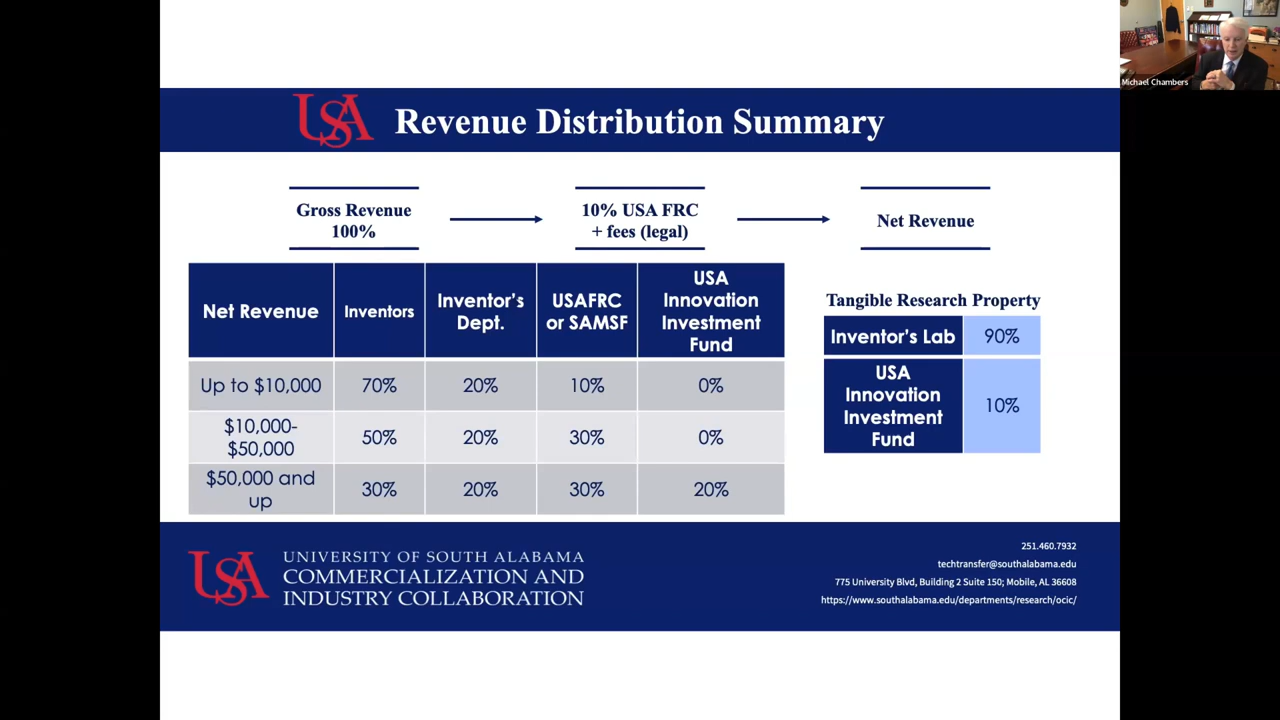 Michael Chambers
USA
Revenue Distribution Summary
Gross Revenue
100%
10% USA FRC
+ fees (legal)
Net Revenue
Net Revenue
Inventors
Inventor's
Dept.
USAFRC
or SAMSF
USA
Innovation
Investment
Fund
Up to $10,000
70%
20%
10%
0%
$10,000-
$50,000
50%
20%
30%
0%
$50,000 and
up
30%
20%
30%
20%
Tangible Research Property
Inventor's Lab
90%
USA
Innovation
Investment
Fund
10%
USA
UNIVERSITY OF SOUTH ALABAMA
COMMERCIALIZATION AND
INDUSTRY COLLABORATION
251.460.7932
techtransfer@southalabama.edu
775 University Blvd, Building 2 Suite 150; Mobile, AL 36608
https://www.southalabama.edu/departments/research/ocic/